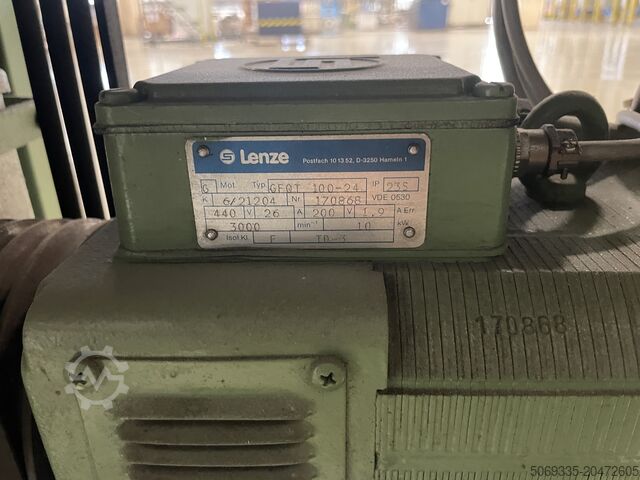 Lenze Postfach 10 13 52, D-3250 Hameln 1
G Mot. Typ GFQT 100-24 IP 23S
K 6/21204 Nr 170868 VDE 0530
440 V 26 A 200 V 1,9 A Err.
3000 min⁻¹ 10 kW
Isol Kl. F TR-3
170868
5069335-20472605